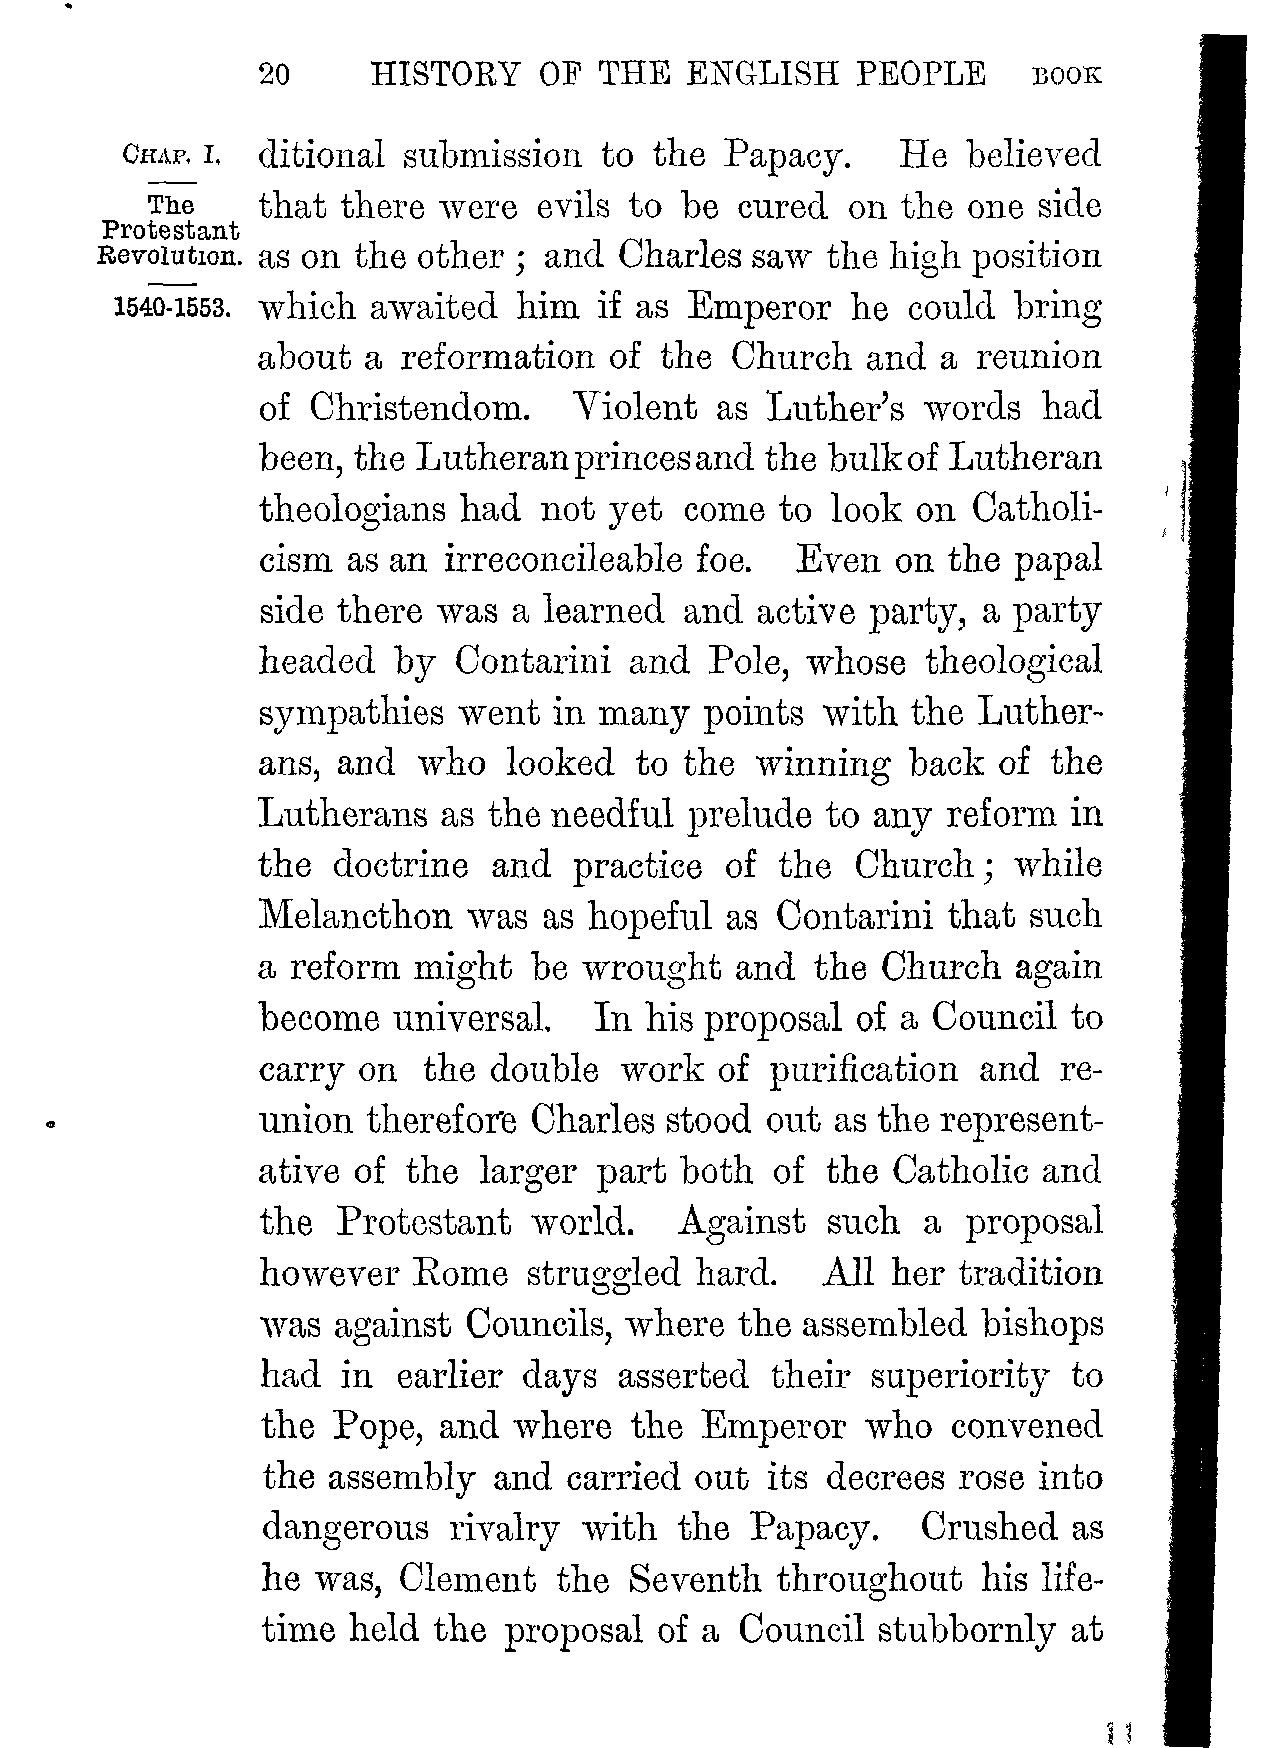 20 HISTORY OF THE ENGLISH PEOPLE BOOK
CHAP. I.
The
Protestant
Revolution.
1540-1553.
ditional submission to the Papacy. He believed
that there were evils to be cured on the one side
as on the other ; and Charles saw the high position
which awaited him if as Emperor he could bring
about a reformation of the Church and a reunion
of Christendom. Violent as Luther's words had
been, the Lutheran princes and the bulk of Lutheran
theologians had not yet come to look on Catholi-
cism as an irreconcileable foe. Even on the papal
side there was a learned and active party, a party
headed by Contarini and Pole, whose theological
sympathies went in many points with the Luther-
ans, and who looked to the winning back of the
Lutherans as the needful prelude to any reform in
the doctrine and practice of the Church ; while
Melancthon was as hopeful as Contarini that such
a reform might be wrought and the Church again
become universal. In his proposal of a Council to
carry on the double work of purification and re-
union therefore Charles stood out as the represent-
ative of the larger part both of the Catholic and
the Protestant world. Against such a proposal
however Rome struggled hard. All her tradition
was against Councils, where the assembled bishops
had in earlier days asserted their superiority to
the Pope, and where the Emperor who convened
the assembly and carried out its decrees rose into
dangerous rivalry with the Papacy. Crushed as
he was, Clement the Seventh throughout his life-
time held the proposal of a Council stubbornly at